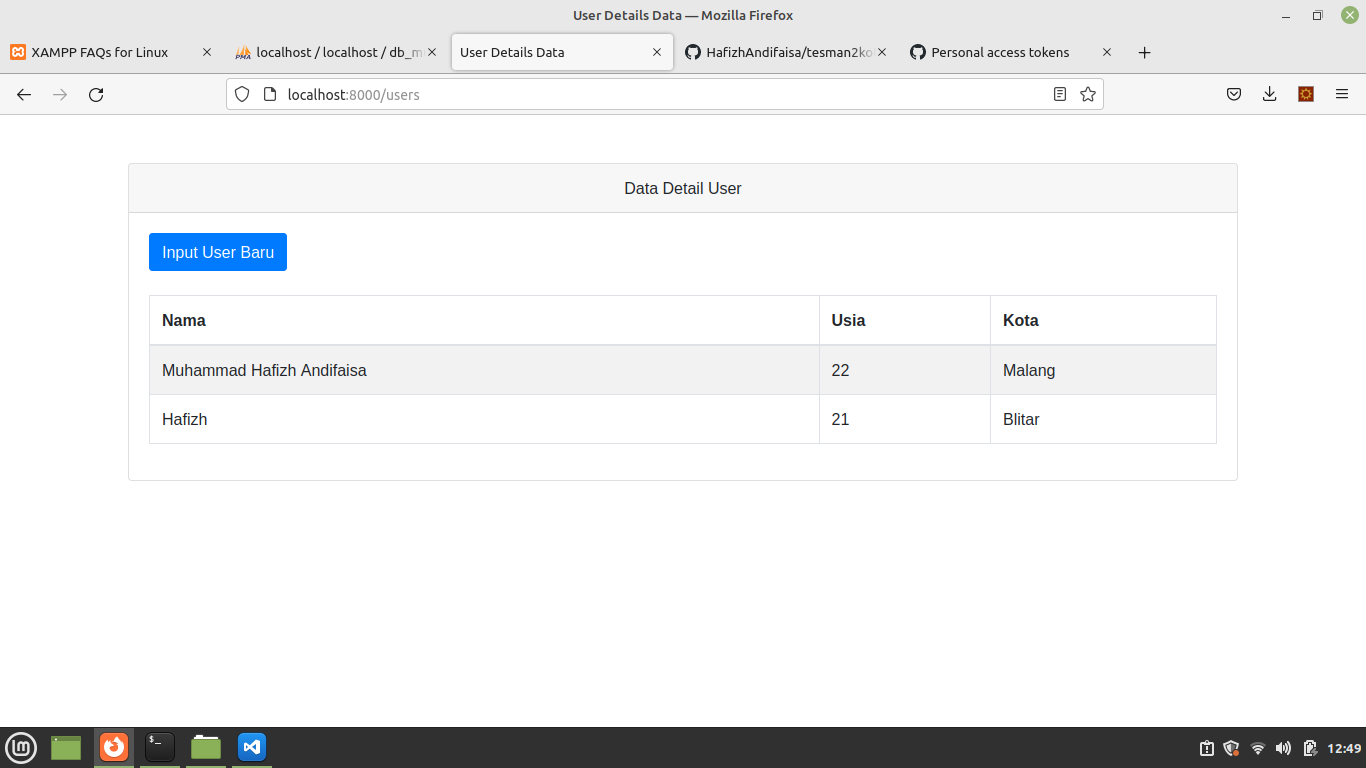 User Details Data — Mozilla Firefox
XAMPP FAQs for Linux
localhost / localhost / db_m
User Details Data
HafizhAndifaisa/tesman2ko
Personal access tokens
localhost:8000/users
Data Detail User
Input User Baru
Nama Usia Kota
Muhammad Hafizh Andifaisa 22 Malang
Hafizh 21 Blitar
12:49